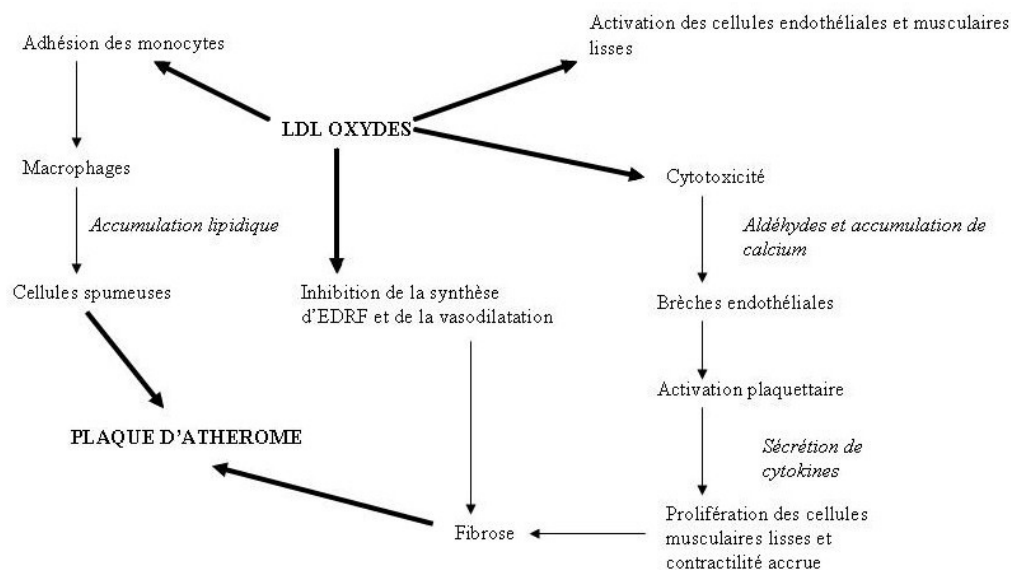 Activation des cellules endothéliales et musculaires
lisses
Adhésion des monocytes
LDL OXYDES
Macrophages
Cytotoxicité
Accumulation lipidique
Aldéhydes et accumulation de
calcium
Cellules spumeuses
Inhibition de la synthèse
d'EDRF et de la vasodilatation
Brèches endothéliales
Activation plaquettaire
PLAQUE D'ATHEROME
Sécrétion de
cytokines
Fibrose
Prolifération des cellules
musculaires lisses et
contractilité accrue